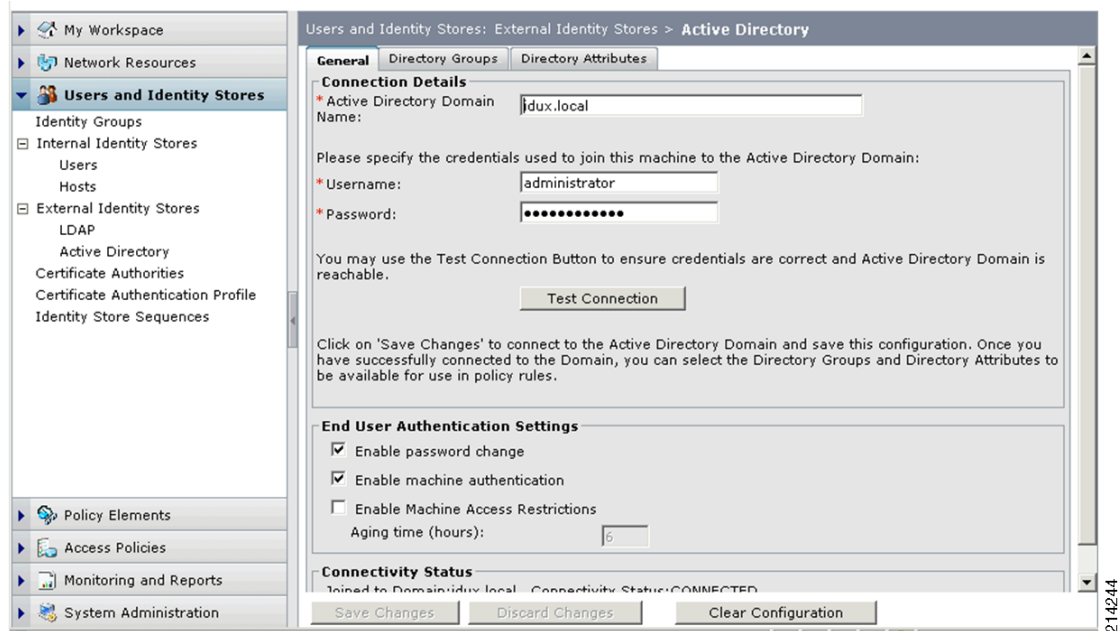 My Workspace
Network Resources
Users and Identity Stores
Identity Groups
Internal Identity Stores
Users
Hosts
External Identity Stores
LDAP
Active Directory
Certificate Authorities
Certificate Authentication Profile
Identity Store Sequences
Policy Elements
Access Policies
Monitoring and Reports
System Administration
Users and Identity Stores: External Identity Stores > Active Directory
General Directory Groups Directory Attributes
Connection Details
* Active Directory Domain
Name:
idux.local
Please specify the credentials used to join this machine to the Active Directory Domain:
* Username: administrator
* Password: ●●●●●●●●●●●●
You may use the Test Connection Button to ensure credentials are correct and Active Directory Domain is
reachable.
Test Connection
Click on 'Save Changes' to connect to the Active Directory Domain and save this configuration. Once you
have successfully connected to the Domain, you can select the Directory Groups and Directory Attributes to
be available for use in policy rules.
End User Authentication Settings
Enable password change
Enable machine authentication
Enable Machine Access Restrictions
Aging time (hours): 6
Connectivity Status
Joined to Domain:idux.local Connectivity Status:CONNECTED
Save Changes Discard Changes Clear Configuration
214244